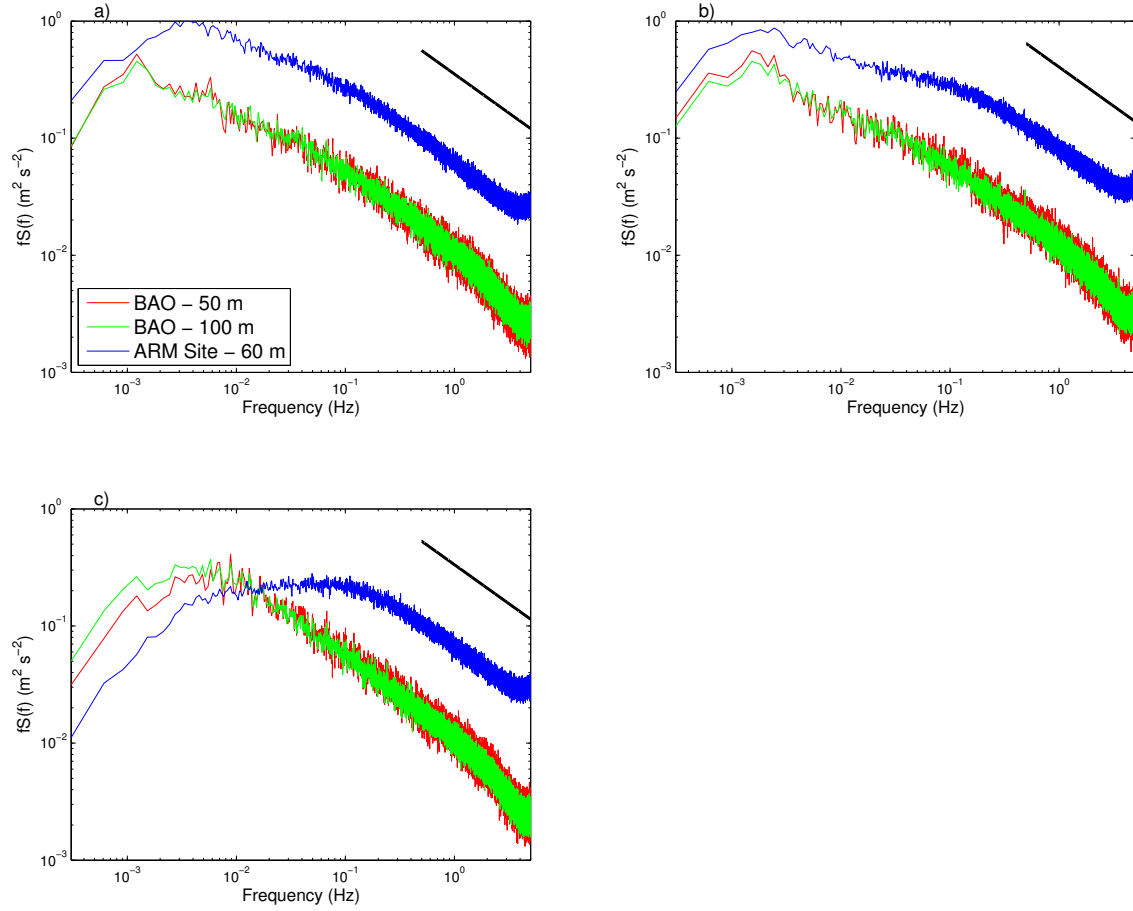 a)
10^0
10^-1
10^-2
10^-3
fS(f) (m^2 s^-2)
BAO − 50 m
BAO − 100 m
ARM Site − 60 m
10^-3 10^-2 10^-1 10^0
Frequency (Hz)
b)
10^0
10^-1
10^-2
10^-3
fS(f) (m^2 s^-2)
10^-3 10^-2 10^-1 10^0
Frequency (Hz)
c)
10^0
10^-1
10^-2
10^-3
fS(f) (m^2 s^-2)
10^-3 10^-2 10^-1 10^0
Frequency (Hz)